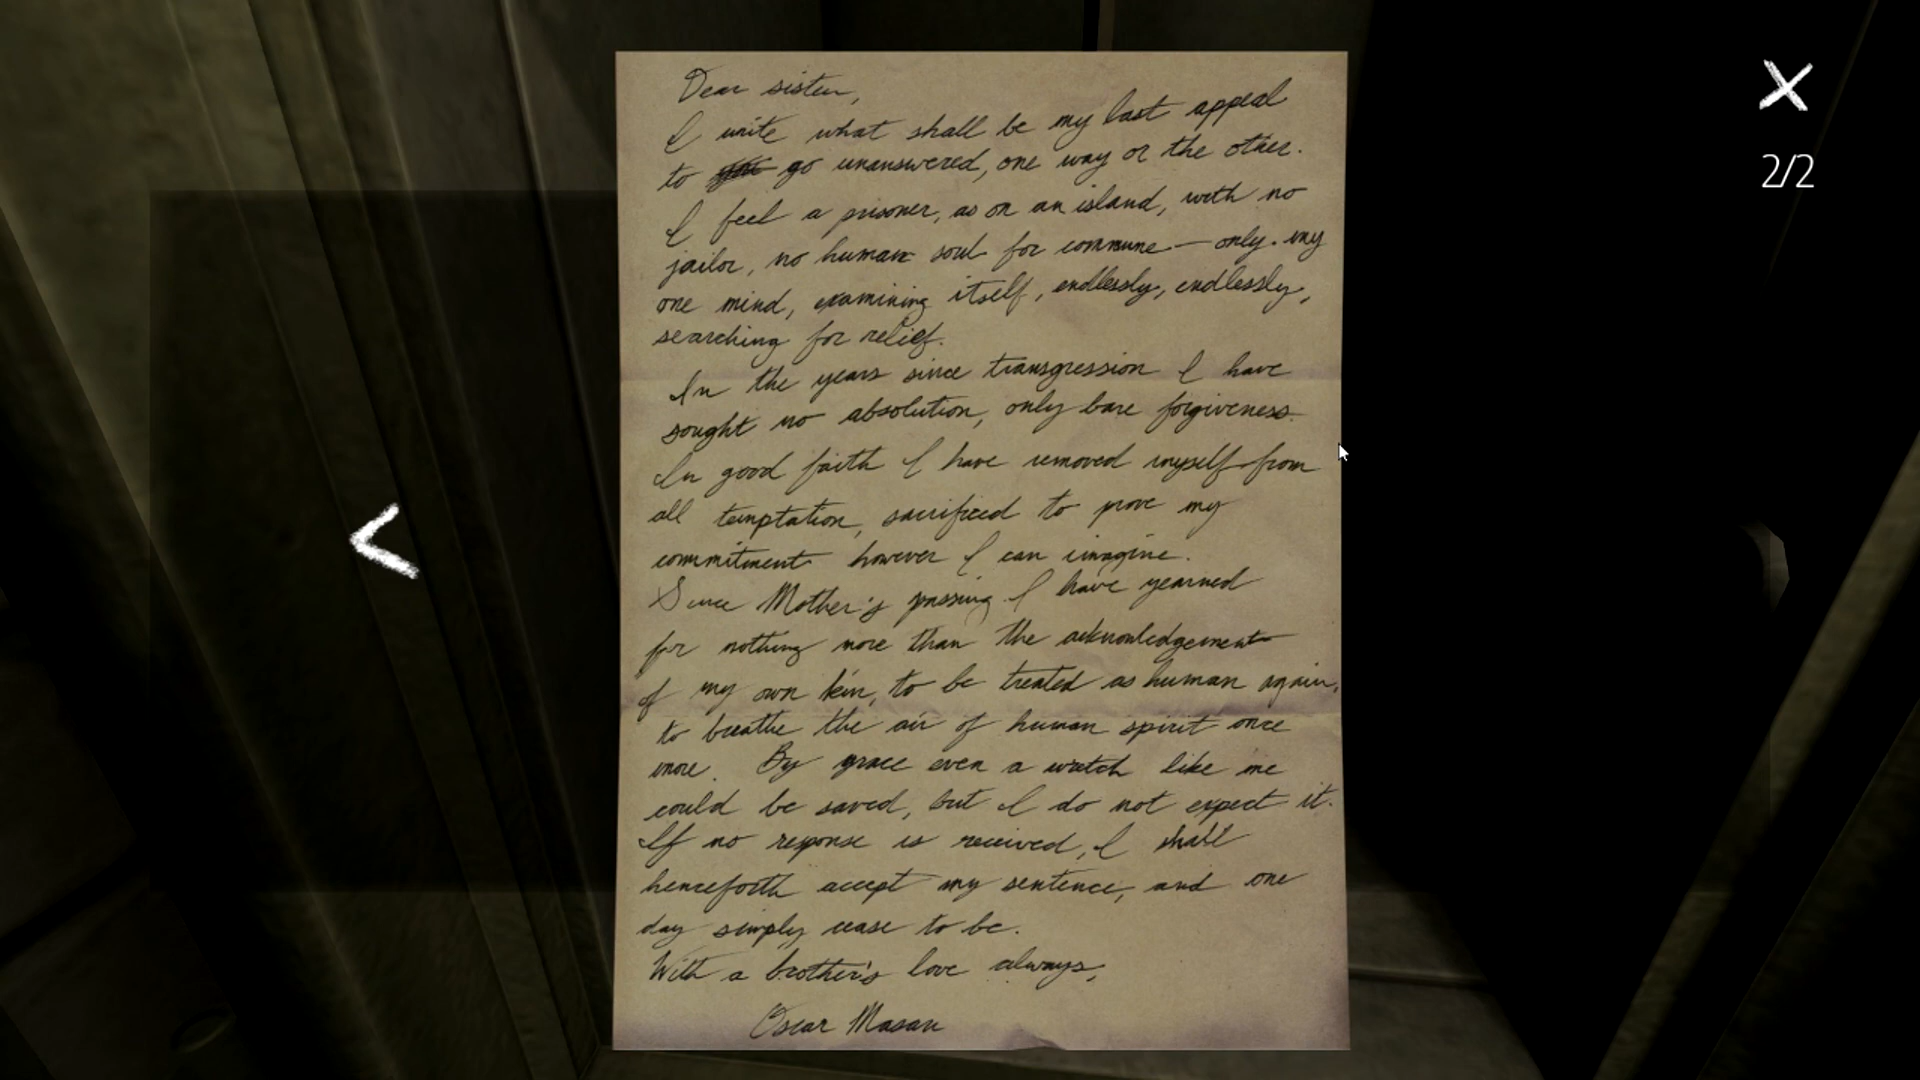 Dear sister,
I write what shall be my last appeal
to go unanswered, one way or the other.
I feel a prisoner, as on an island, with no
jailor, no human soul for commune — only my
one mind, examining itself, endlessly, endlessly,
searching for relief.
In the years since transgression I have
sought no absolution, only bare forgiveness.
In good faith I have removed myself from
all temptation, sacrificed to prove my
commitment however I can imagine.
Since Mother's passing I have yearned
for nothing more than the acknowledgement
of my own kin, to be treated as human again,
to breathe the air of human spirit once
more. By grace even a wretch like me
could be saved, but I do not expect it.
If no reponse is received, I shall
henceforth accept my sentence, and one
day simply cease to be.
With a brother's love always,
Oscar Masan
2/2